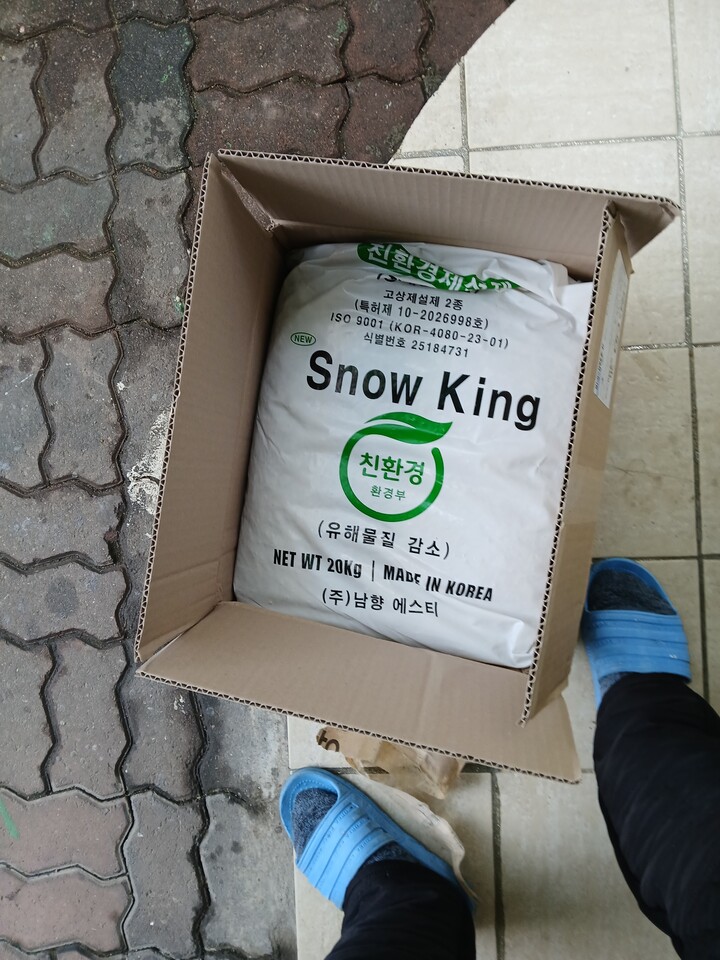 친환경제설제
고상제설제 2종
(특허제 10-2026998호)
ISO 9001 (KOR-4080-23-01)
식별번호 25184731
NEW
Snow King
친환경
환경부
(유해물질 감소)
NET WT 20Kg | MADE IN KOREA
(주)남향 에스티